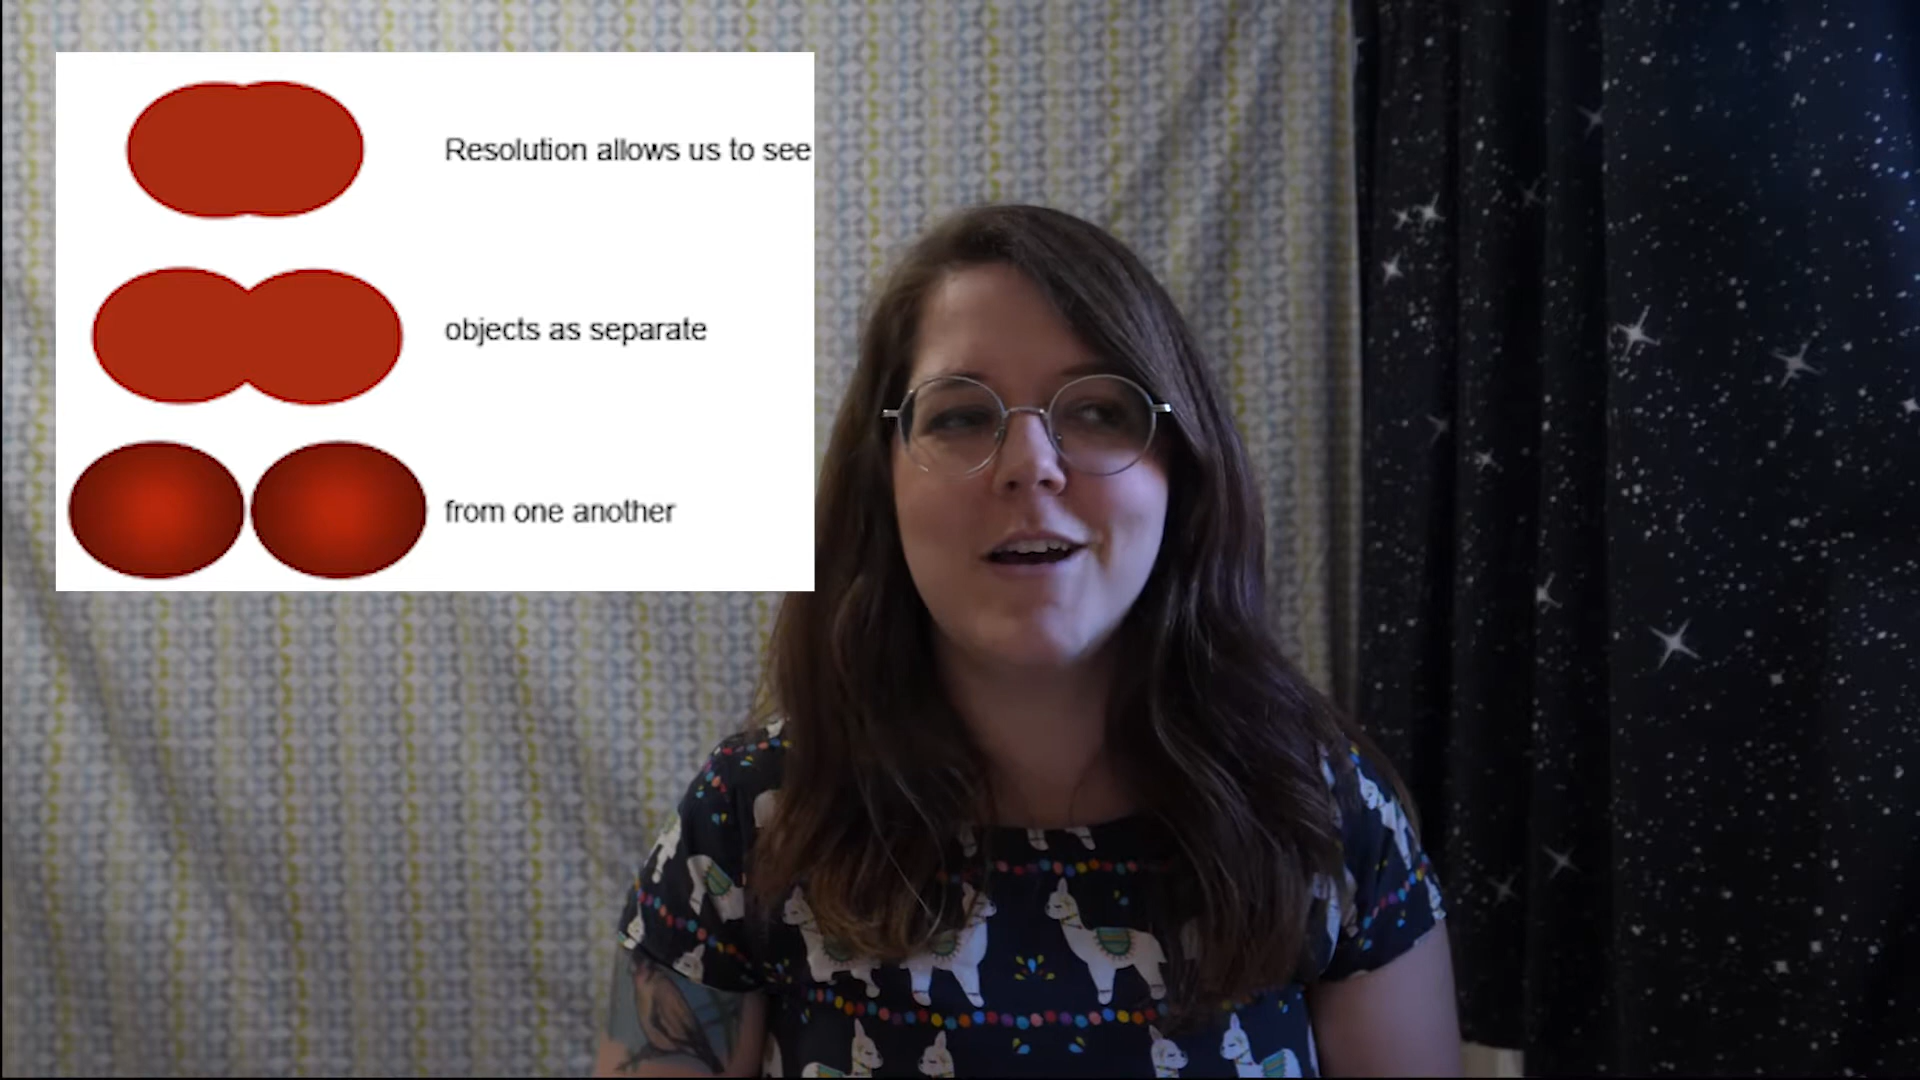 Resolution allows us to see
objects as separate
from one another